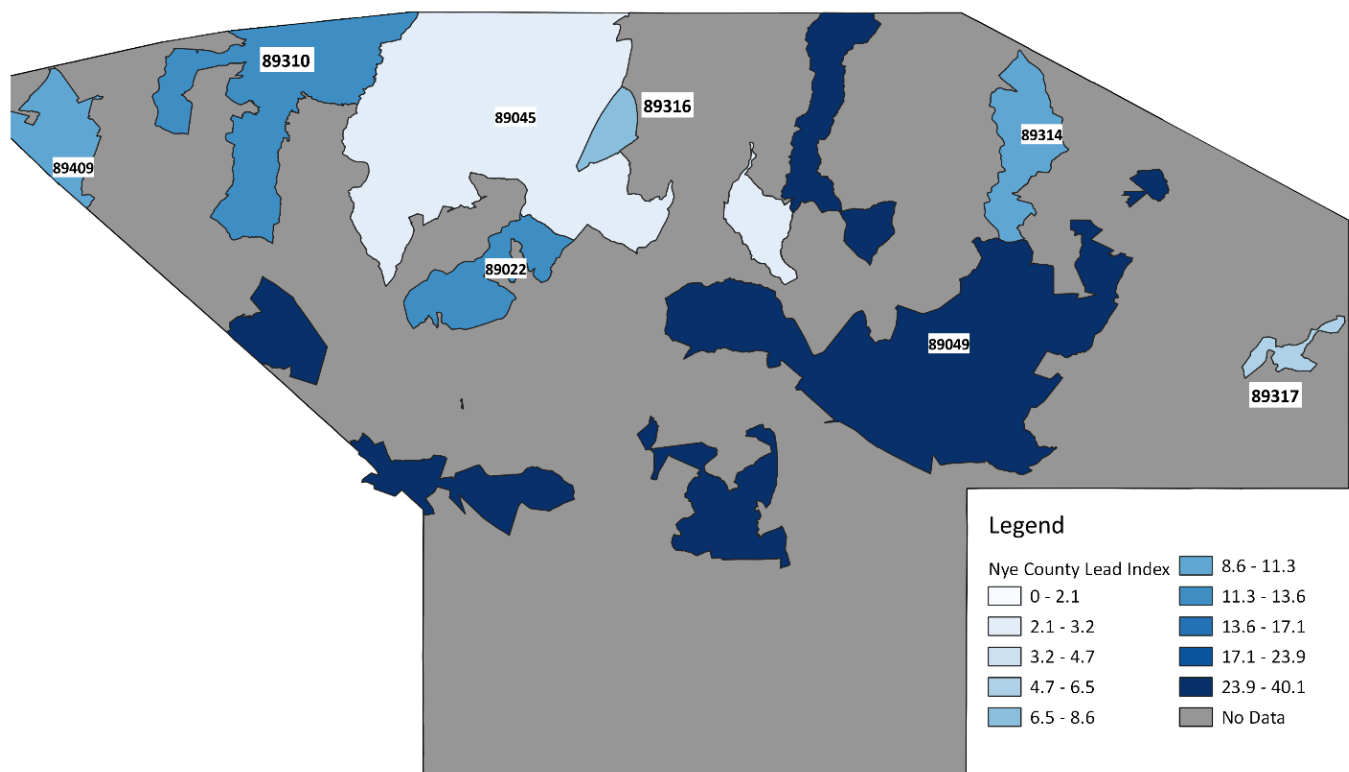 89310
89316
89045
89314
89409
89022
89049
89317
Legend
Nye County Lead Index
0 - 2.1
2.1 - 3.2
3.2 - 4.7
4.7 - 6.5
6.5 - 8.6
8.6 - 11.3
11.3 - 13.6
13.6 - 17.1
17.1 - 23.9
23.9 - 40.1
No Data